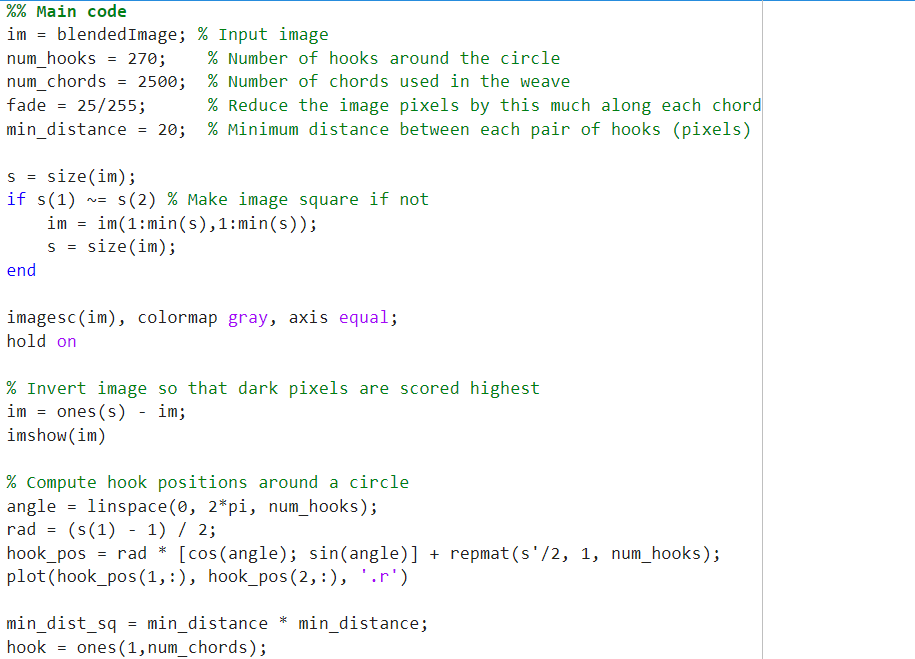 %% Main code
im = blendedImage; % Input image
num_hooks = 270;    % Number of hooks around the circle
num_chords = 2500;  % Number of chords used in the weave
fade = 25/255;      % Reduce the image pixels by this much along each chord
min_distance = 20;  % Minimum distance between each pair of hooks (pixels)
s = size(im);
if s(1) ~= s(2) % Make image square if not
    im = im(1:min(s),1:min(s));
    s = size(im);
end
imagesc(im), colormap gray, axis equal;
hold on
% Invert image so that dark pixels are scored highest
im = ones(s) - im;
imshow(im)
% Compute hook positions around a circle
angle = linspace(0, 2*pi, num_hooks);
rad = (s(1) - 1) / 2;
hook_pos = rad * [cos(angle); sin(angle)] + repmat(s'/2, 1, num_hooks);
plot(hook_pos(1,:), hook_pos(2,:), '.r')
min_dist_sq = min_distance * min_distance;
hook = ones(1,num_chords);